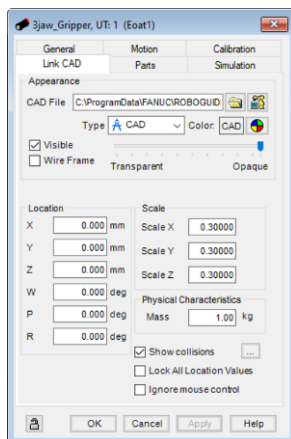 3jaw_Gripper, UT: 1 (Eoat1)
General Motion Calibration
Link CAD Parts Simulation
Appearance
CAD File C:\ProgramData\FANUC\ROBOGUID
Type CAD Color: CAD
Visible
Wire Frame Transparent Opaque
Location Scale
X 0.000 mm Scale X 0.30000
Y 0.000 mm Scale Y 0.30000
Z 0.000 mm Scale Z 0.30000
W 0.000 deg Physical Characteristics
P 0.000 deg Mass 1.00 kg
R 0.000 deg
Show collisions ...
Lock All Location Values
Ignore mouse control
OK Cancel Apply Help